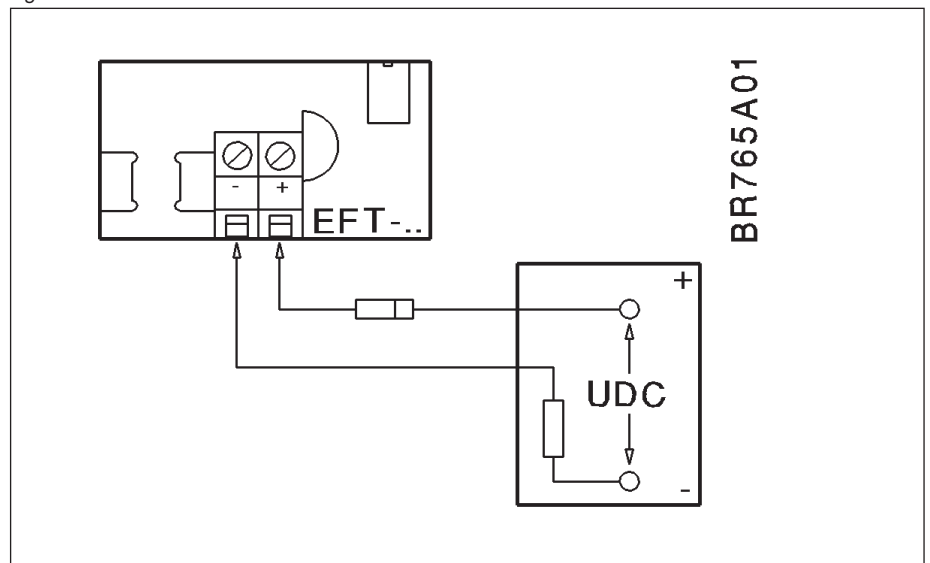 - +
EFT-..
+
UDC
-
BR765A01